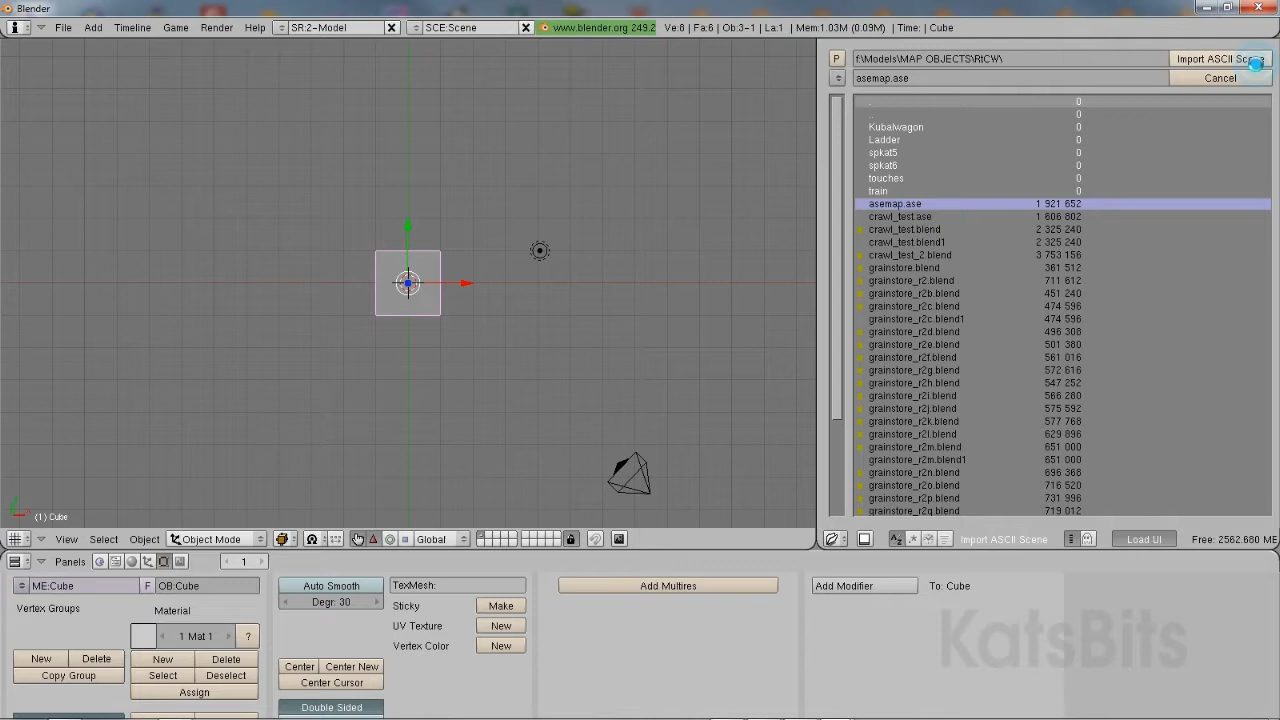 Blender
File Add Timeline Game Render Help SR:2-Model SCE:Scene www.blender.org 249.2 Ve:8 | Fa:6 | Ob:3-1 | La:1 | Mem:1.03M (0.09M) | Time: | Cube
P f:\Models\MAP OBJECTS\RtCW\ Import ASCII Scene
asemap.ase Cancel
. 0
.. 0
Kubalwagon 0
Ladder 0
spkat5 0
spkat6 0
touches 0
train 0
asemap.ase 1 921 652
crawl_test.ase 1 606 802
crawl_test.blend 2 325 240
crawl_test.blend1 2 325 240
crawl_test_2.blend 3 753 156
grainstore.blend 361 512
grainstore_r2.blend 711 612
grainstore_r2b.blend 451 240
grainstore_r2c.blend 474 596
grainstore_r2c.blend1 474 596
grainstore_r2d.blend 496 308
grainstore_r2e.blend 501 380
grainstore_r2f.blend 561 016
grainstore_r2g.blend 572 616
grainstore_r2h.blend 547 252
grainstore_r2i.blend 566 280
grainstore_r2j.blend 575 592
grainstore_r2k.blend 577 768
grainstore_r2l.blend 629 896
grainstore_r2m.blend 651 000
grainstore_r2m.blend1 651 000
grainstore_r2n.blend 696 368
grainstore_r2o.blend 716 520
grainstore_r2p.blend 731 996
grainstore_r2q.blend 719 012
(1) Cube
View Select Object Object Mode Global Import ASCII Scene Load UI Free: 2562.680 ME
Panels 1
ME:Cube F OB:Cube
Vertex Groups Material
1 Mat 1 ?
New Delete New Delete
Copy Group Select Deselect
Assign
Auto Smooth
Degr: 30
Center Center New
Center Cursor
Double Sided
TexMesh:
Sticky Make
UV Texture New
Vertex Color New
Add Multires
Add Modifier To: Cube
KatsBits